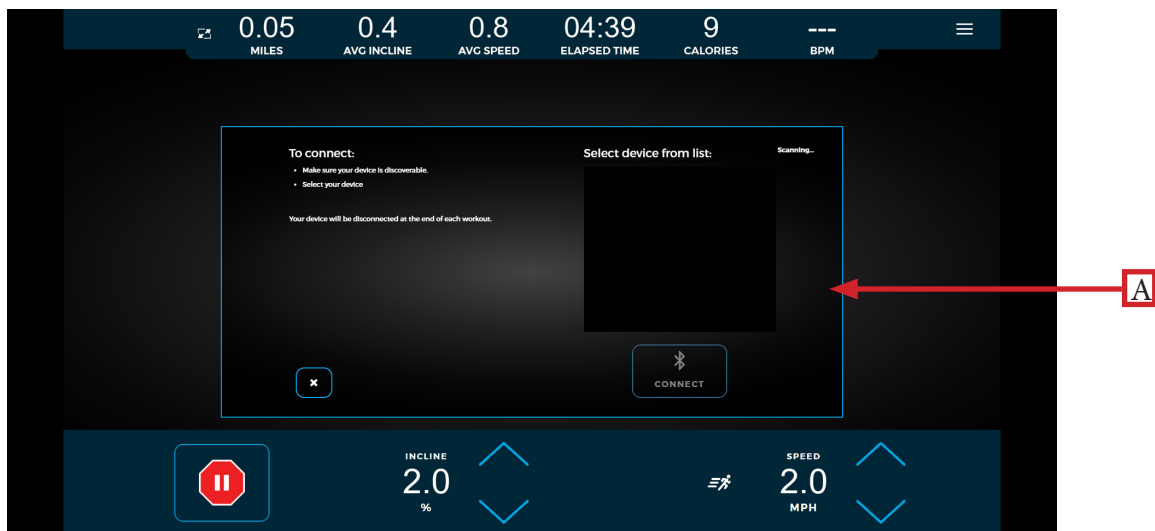 0.05 0.4 0.8 04:39 9 ---
MILES AVG INCLINE AVG SPEED ELAPSED TIME CALORIES BPM
To connect:
• Make sure your device is discoverable.
• Select your device
Your device will be disconnected at the end of each workout.
Select device from list:
Scanning...
A
CONNECT
INCLINE
2.0
%
SPEED
2.0
MPH